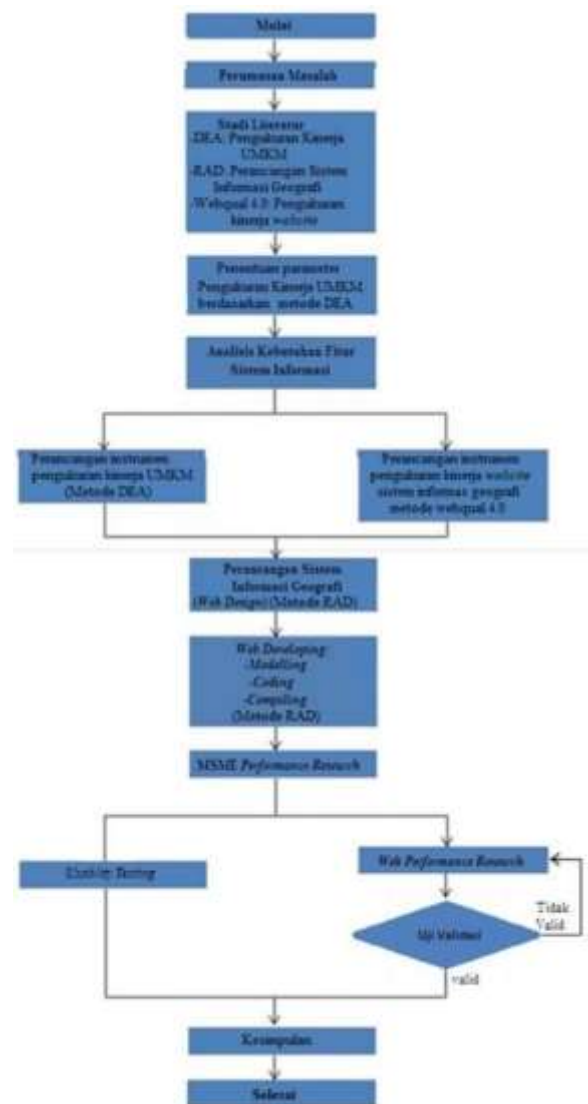 Mulai
Perumusan Masalah
Studi Literatur
-DEA: Pengukuran Kinerja
UMKM
-RAD: Perancangan Sistem
Informasi Geografi
-Webqual 4.0: Pengukuran
kinerja website
Penentuan parameter
Pengukuran Kinerja UMKM
berdasarkan metode DEA
Analisis Kebutuhan Fitur
Sistem Informasi
Perancangan instrumen
pengukuran kinerja UMKM
(Metode DEA)
Perancangan instrumen
pengukuran kinerja website
sistem informas geografi
metode webqual 4.0
Perancangan Sistem
Informasi Geografi
(Web Design) (Metode RAD)
Web Developing
-Modelling
-Coding
-Compiling
(Metode RAD)
MSME Performance Research
Usability Testing
Web Performance Research
Uji Validasi
Tidak
Valid
valid
Kesimpulan
Selesai